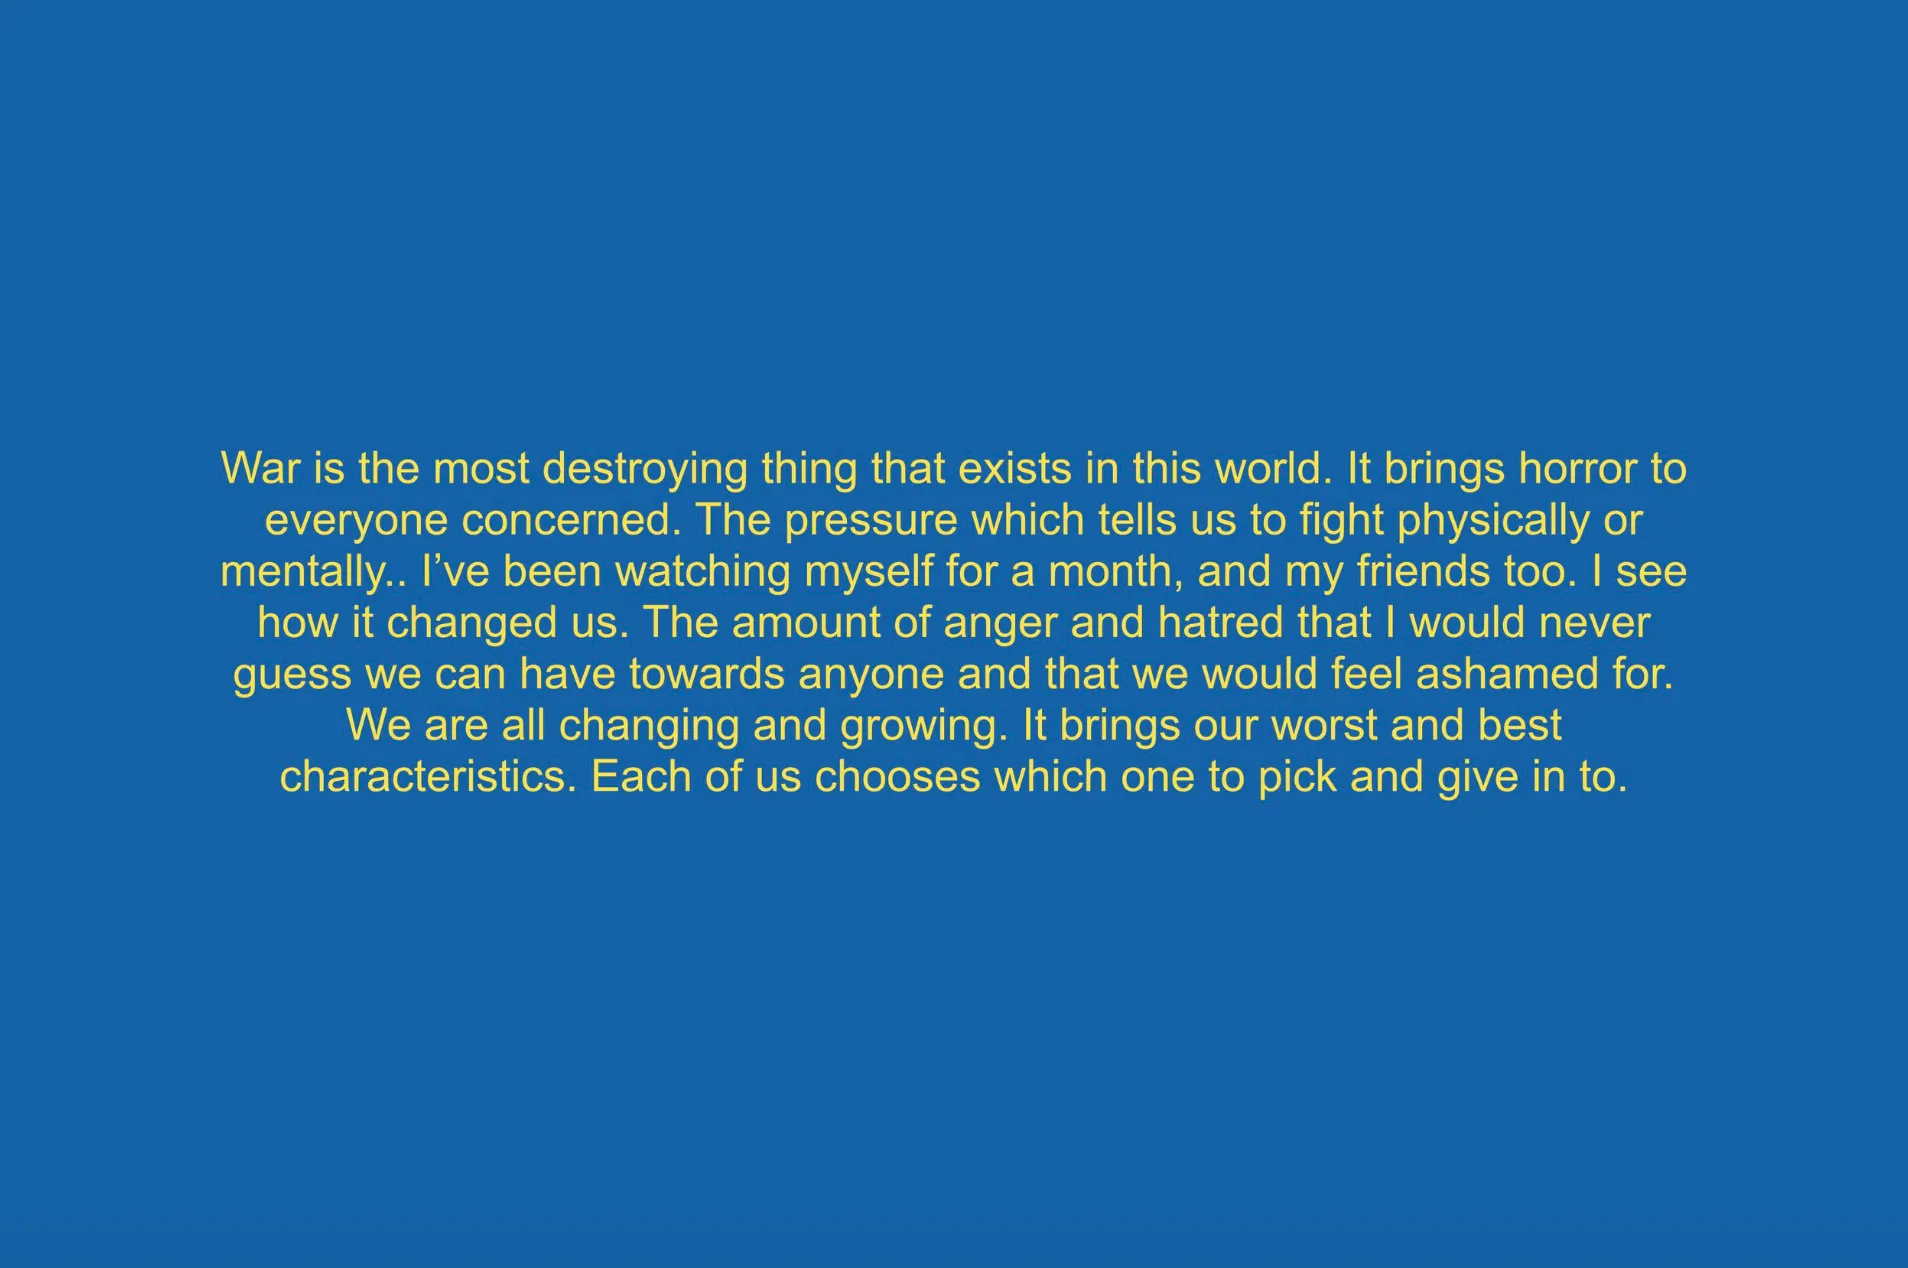 War is the most destroying thing that exists in this world. It brings horror to
everyone concerned. The pressure which tells us to fight physically or
mentally.. I’ve been watching myself for a month, and my friends too. I see
how it changed us. The amount of anger and hatred that I would never
guess we can have towards anyone and that we would feel ashamed for.
We are all changing and growing. It brings our worst and best
characteristics. Each of us chooses which one to pick and give in to.